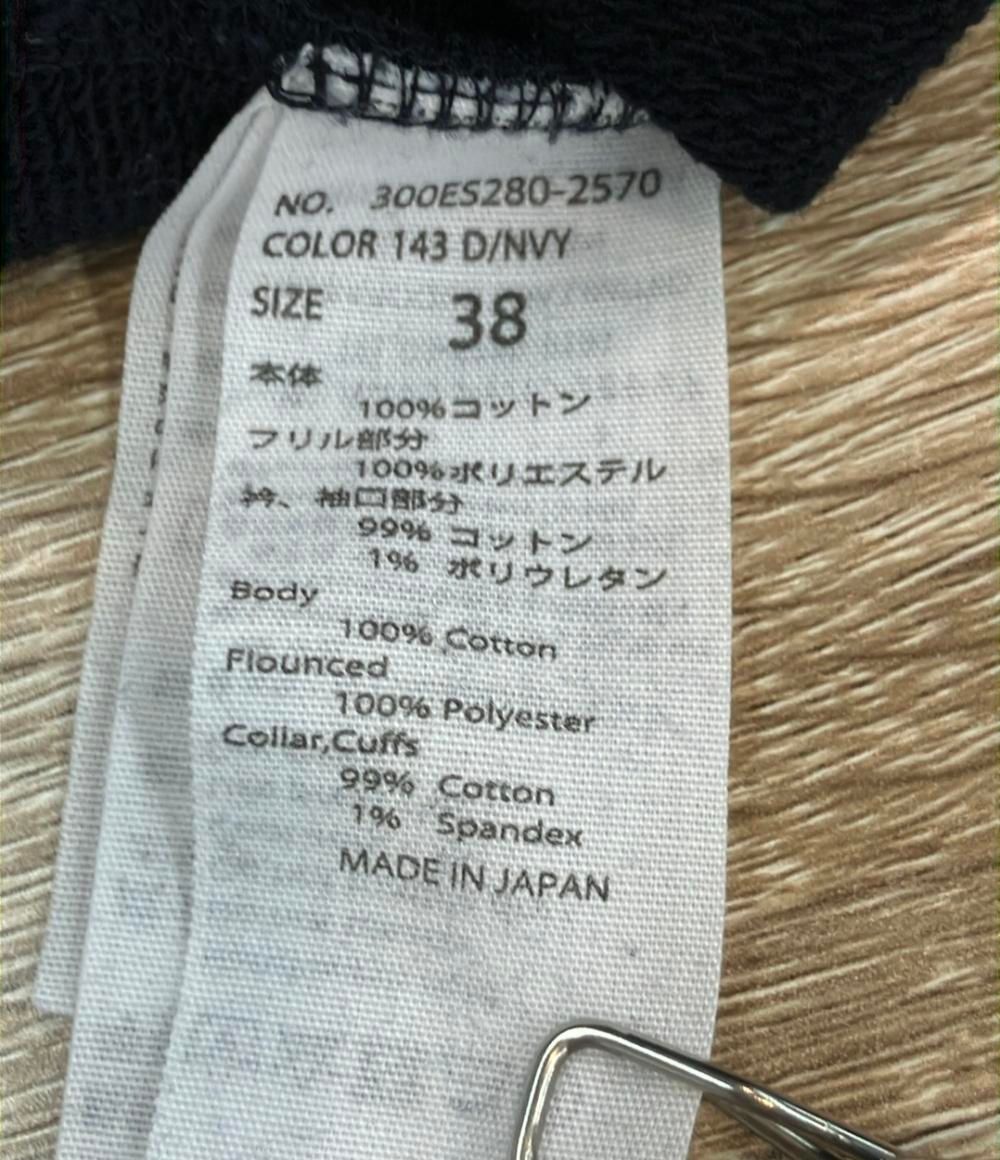 NO. 300ES280-2570
COLOR 143 D/NVY
SIZE 38
本体
100%コットン
フリル部分
100%ポリエステル
衿、袖口部分
99% コットン
1% ポリウレタン
Body
100% Cotton
Flounced
100% Polyester
Collar,Cuffs
99% Cotton
1% Spandex
MADE IN JAPAN